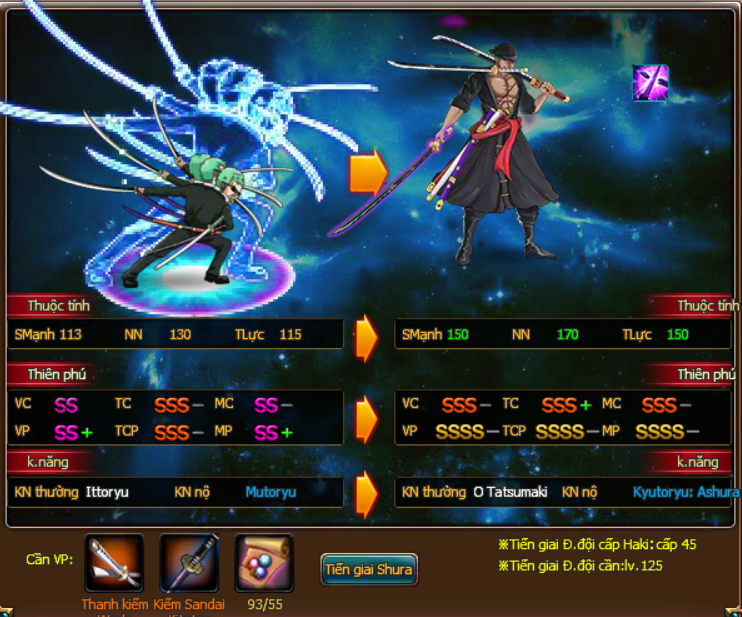 Thuộc tính Thuộc tính
SMạnh 113 NN 130 TLực 115 SMạnh 150 NN 170 TLực 150
Thiên phú Thiên phú
VC SS TC SSS– MC SS– VC SSS– TC SSS+ MC SSS–
VP SS+ TCP SSS– MP SS+ VP SSSS– TCP SSSS– MP SSSS–
k.năng k.năng
KN thường Ittoryu KN nộ Mutoryu KN thường O Tatsumaki KN nộ Kyutoryu: Ashura
Cần VP:
Tiến giai Shura
※Tiến giai Đ.đội cấp Haki: cấp 45
※Tiến giai Đ.đội cần:lv.125
Thanh kiếm Kiếm Sandai 93/55